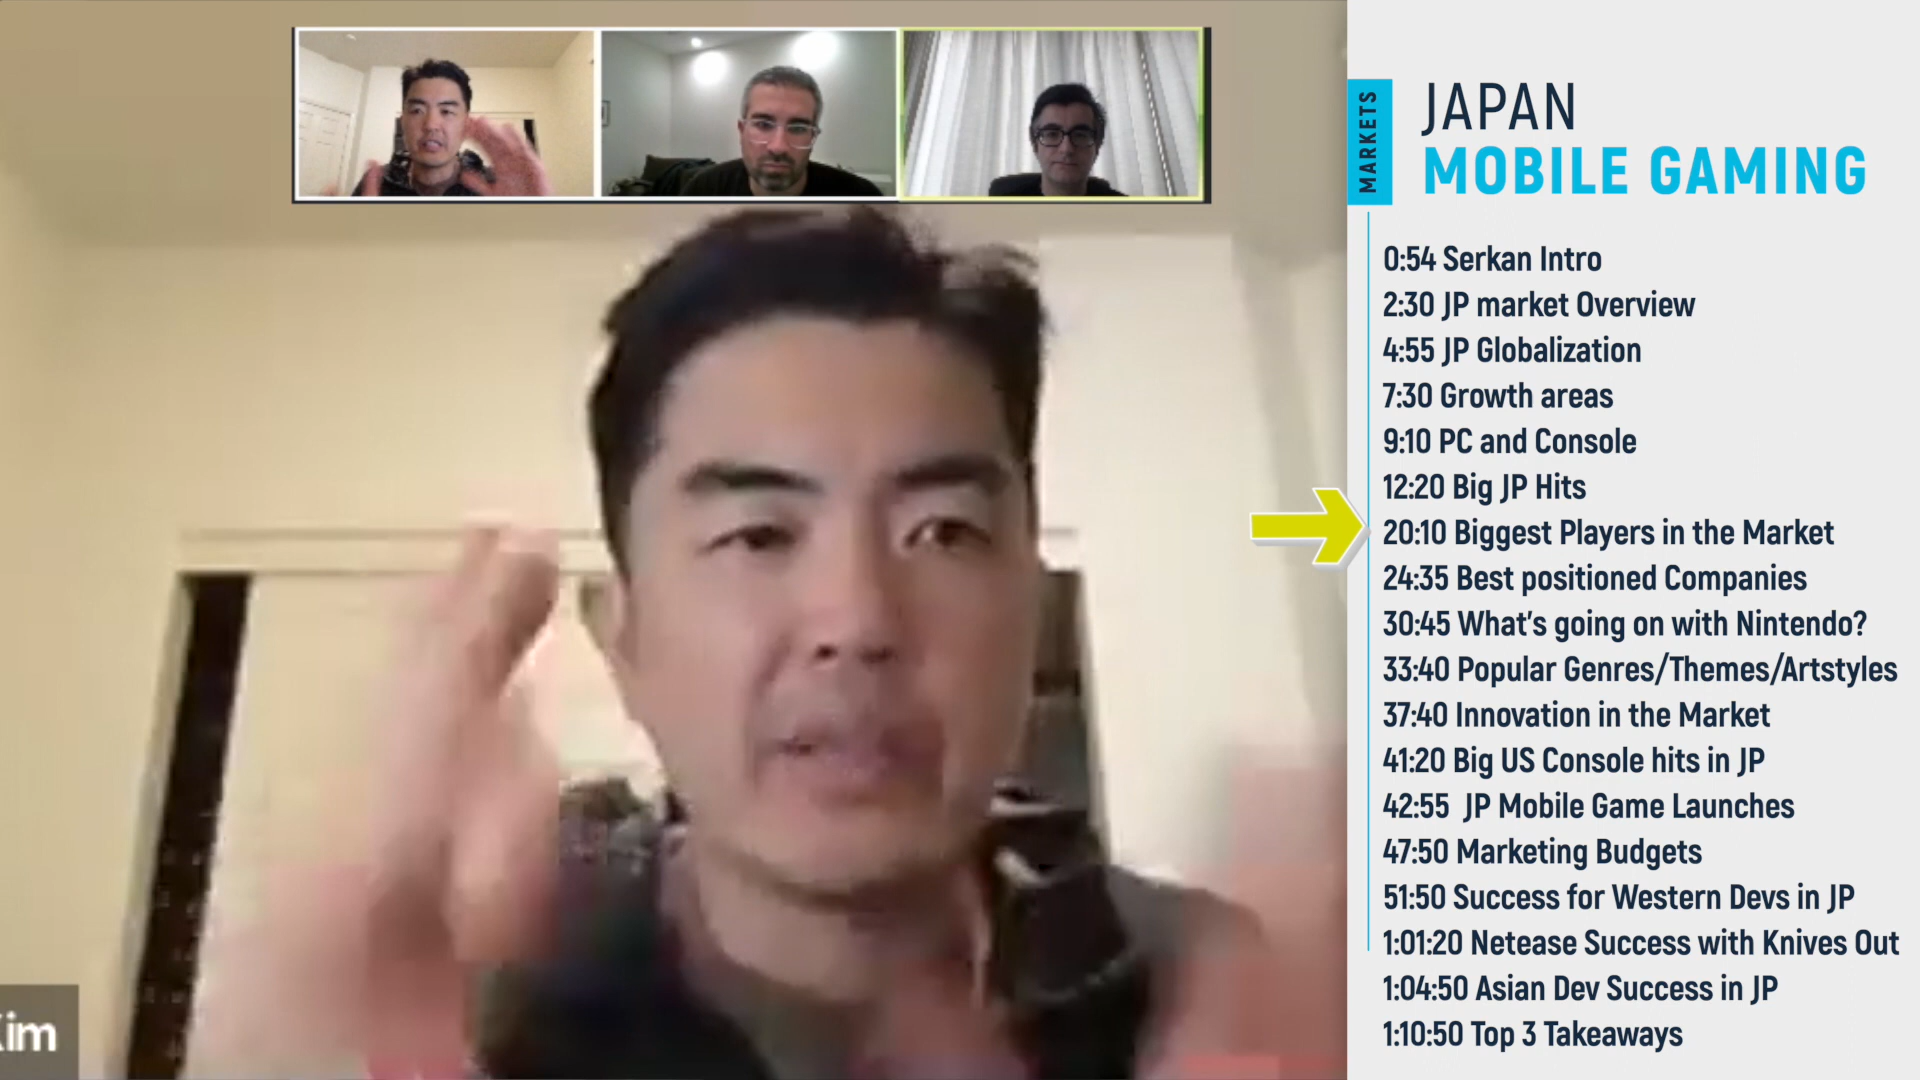 MARKETS
JAPAN
MOBILE GAMING
0:54 Serkan Intro
2:30 JP market Overview
4:55 JP Globalization
7:30 Growth areas
9:10 PC and Console
12:20 Big JP Hits
20:10 Biggest Players in the Market
24:35 Best positioned Companies
30:45 What's going on with Nintendo?
33:40 Popular Genres/Themes/Artstyles
37:40 Innovation in the Market
41:20 Big US Console hits in JP
42:55 JP Mobile Game Launches
47:50 Marketing Budgets
51:50 Success for Western Devs in JP
1:01:20 Netease Success with Knives Out
1:04:50 Asian Dev Success in JP
1:10:50 Top 3 Takeaways